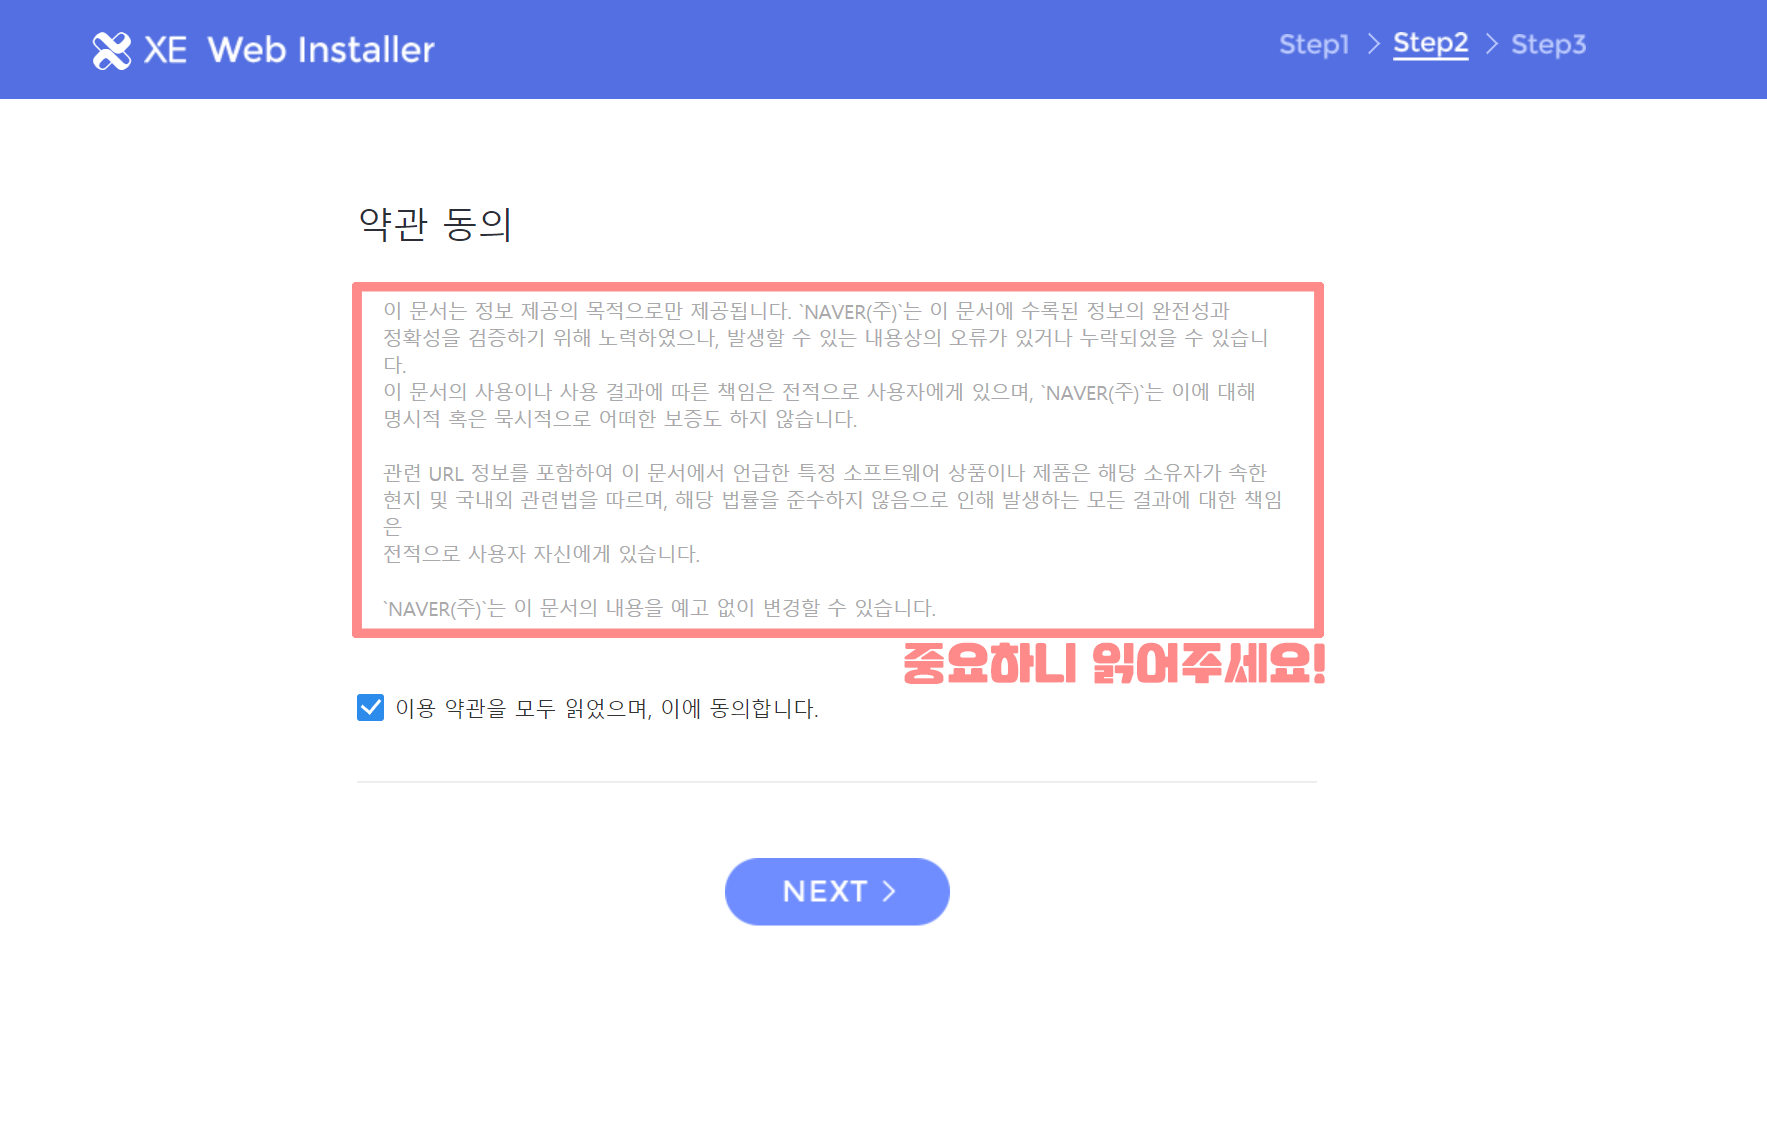 XE Web Installer
Step1 > Step2 > Step3
약관 동의
이 문서는 정보 제공의 목적으로만 제공됩니다. `NAVER(주)`는 이 문서에 수록된 정보의 완전성과
정확성을 검증하기 위해 노력하였으나, 발생할 수 있는 내용상의 오류가 있거나 누락되었을 수 있습니
다.
이 문서의 사용이나 사용 결과에 따른 책임은 전적으로 사용자에게 있으며, `NAVER(주)`는 이에 대해
명시적 혹은 묵시적으로 어떠한 보증도 하지 않습니다.
관련 URL 정보를 포함하여 이 문서에서 언급한 특정 소프트웨어 상품이나 제품은 해당 소유자가 속한
현지 및 국내외 관련법을 따르며, 해당 법률을 준수하지 않음으로 인해 발생하는 모든 결과에 대한 책임
은
전적으로 사용자 자신에게 있습니다.
`NAVER(주)`는 이 문서의 내용을 예고 없이 변경할 수 있습니다.
중요하니 읽어주세요!
이용 약관을 모두 읽었으며, 이에 동의합니다.
NEXT >